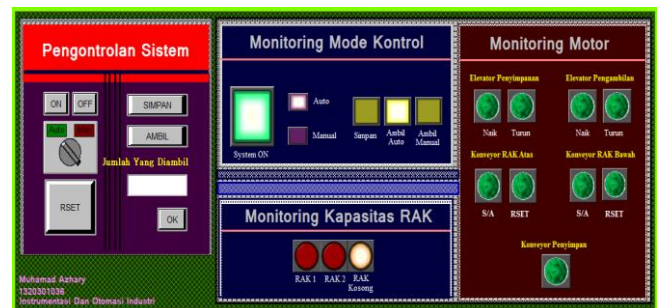 Pengontrolan Sistem
ON
OFF
SIMPAN
Auto
AMBIL
Jumlah Yang Diambil
RSET
OK
Muhamad Azhary
1320301036
Instrumentasi Dan Otomasi Industri
Monitoring Mode Kontrol
System ON
Auto
Manual
Simpan
Ambil
Auto
Ambil
Manual
Monitoring Kapasitas RAK
RAK 1
RAK 2
RAK
Kosong
Monitoring Motor
Elevator Penyimpanan
Elevator Pengambilan
Naik
Turun
Naik
Turun
Konveyor RAK Atas
Konveyor RAK Bawah
S/A
RSET
S/A
RSET
Konveyor Penyimpan